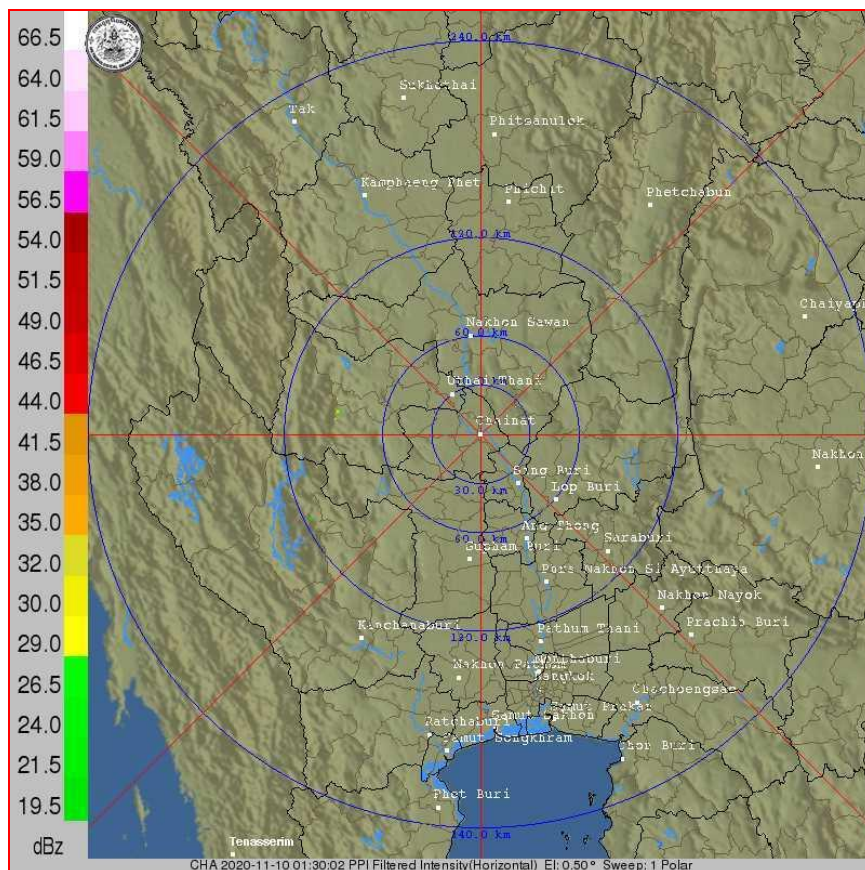 66.5
64.0
61.5
59.0
56.5
54.0
51.5
49.0
46.5
44.0
41.5
38.0
35.0
32.0
30.0
29.0
26.5
24.0
21.5
19.5
dBz
240.0 km
Sukhothai
Tak
Phitsanulok
Kamphaeng Phet
Phichit
Phetchabun
120.0 km
Chaiyaph
Nakhon Sawan
60.0 km
Uthai Thani
Chainat
Nakhon
Sing Buri
30.0 km
Lop Buri
Ang Thong
60.0 km
Suphan Buri
Saraburi
Pora Nakhon Si Ayutthaya
Nakhon Nayok
Kanchanaburi
120.0 km
Pathum Thani
Prachin Buri
Nonthaburi
Nakhon Pathom
Bangkok
Chachoengsao
Samut Prakan
Samut Sakhon
Ratchaburi
Samut Songkhram
Chon Buri
Phet Buri
240.0 km
Tenasserim
CHA 2020-11-10 01:30:02 PPI Filtered Intensity(Horizontal) El: 0.50° Sweep: 1 Polar